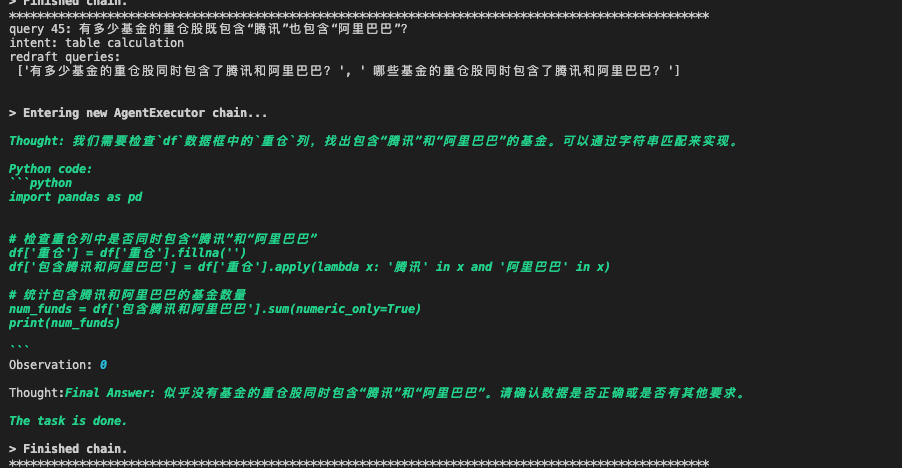 > Finished chain.
****************************************************************************************************
query 45: 有多少基金的重仓股既包含“腾讯”也包含“阿里巴巴”?
intent: table calculation
redraft queries:
['有多少基金的重仓股同时包含了腾讯和阿里巴巴? ', ' 哪些基金的重仓股同时包含了腾讯和阿里巴巴? ']
> Entering new AgentExecutor chain...
Thought: 我们需要检查`df`数据框中的`重仓`列, 找出包含“腾讯”和“阿里巴巴”的基金。可以通过字符串匹配来实现。
Python code:
```python
import pandas as pd
# 检查重仓列中是否同时包含“腾讯”和“阿里巴巴”
df['重仓'] = df['重仓'].fillna('')
df['包含腾讯和阿里巴巴'] = df['重仓'].apply(lambda x: '腾讯' in x and '阿里巴巴' in x)
# 统计包含腾讯和阿里巴巴的基金数量
num_funds = df['包含腾讯和阿里巴巴'].sum(numeric_only=True)
print(num_funds)
```
Observation: 0
Thought:Final Answer: 似乎没有基金的重仓股同时包含“腾讯”和“阿里巴巴”。请确认数据是否正确或是否有其他要求。
The task is done.
> Finished chain.
****************************************************************************************************